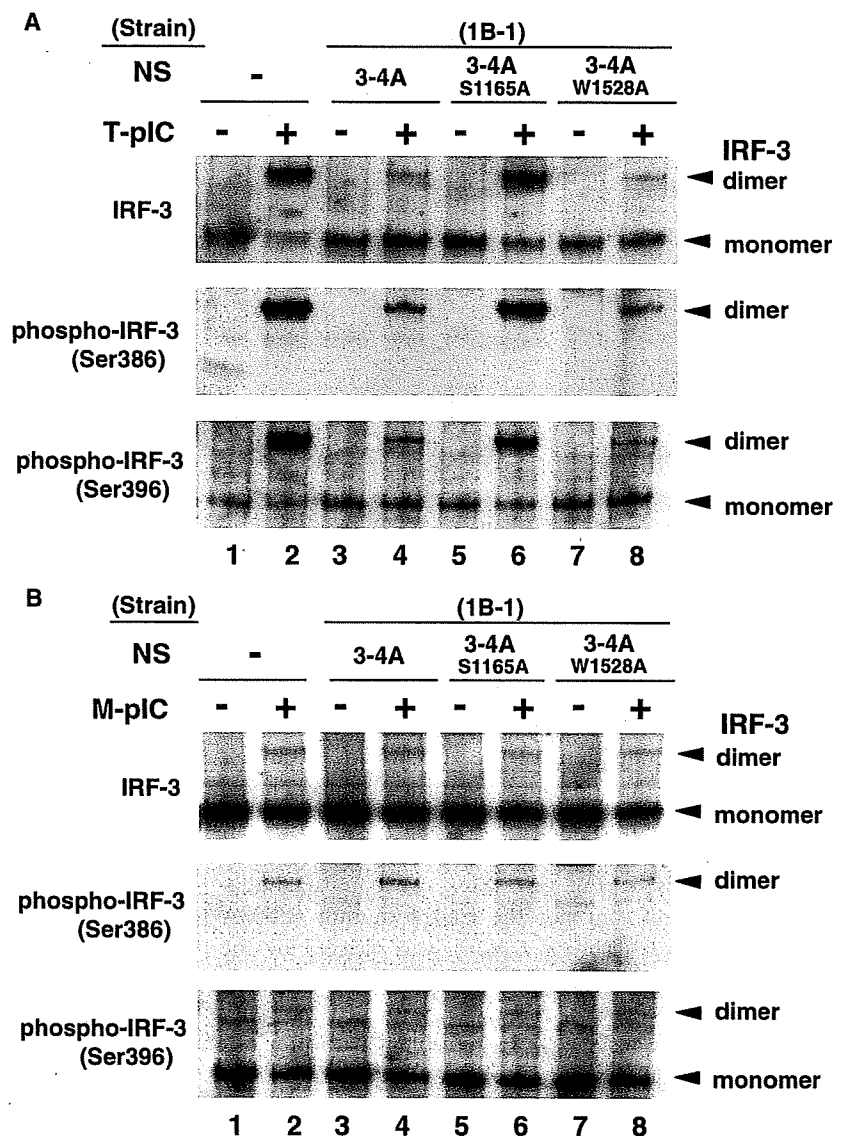 A
(Strain) (1B-1)
NS - 3-4A 3-4A S1165A 3-4A W1528A
T-pIC - + - + - + - +
IRF-3
IRF-3
dimer
monomer
phospho-IRF-3
(Ser386)
dimer
phospho-IRF-3
(Ser396)
dimer
monomer
1 2 3 4 5 6 7 8
B
(Strain) (1B-1)
NS - 3-4A 3-4A S1165A 3-4A W1528A
M-pIC - + - + - + - +
IRF-3
IRF-3
dimer
monomer
phospho-IRF-3
(Ser386)
dimer
phospho-IRF-3
(Ser396)
dimer
monomer
1 2 3 4 5 6 7 8